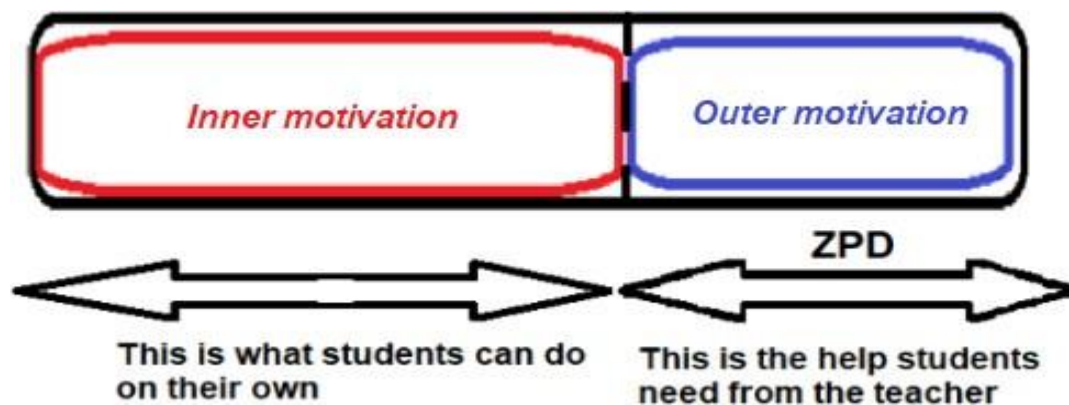 Inner motivation
Outer motivation
ZPD
This is what students can do
on their own
This is the help students
need from the teacher